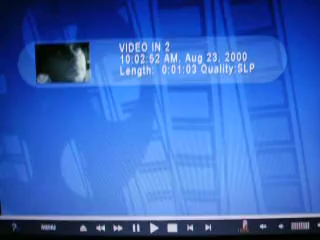 VIDEO IN 2
10:02:52 AM, Aug 23, 2000
Length: 0:01:03 Quality:SLP
MENU